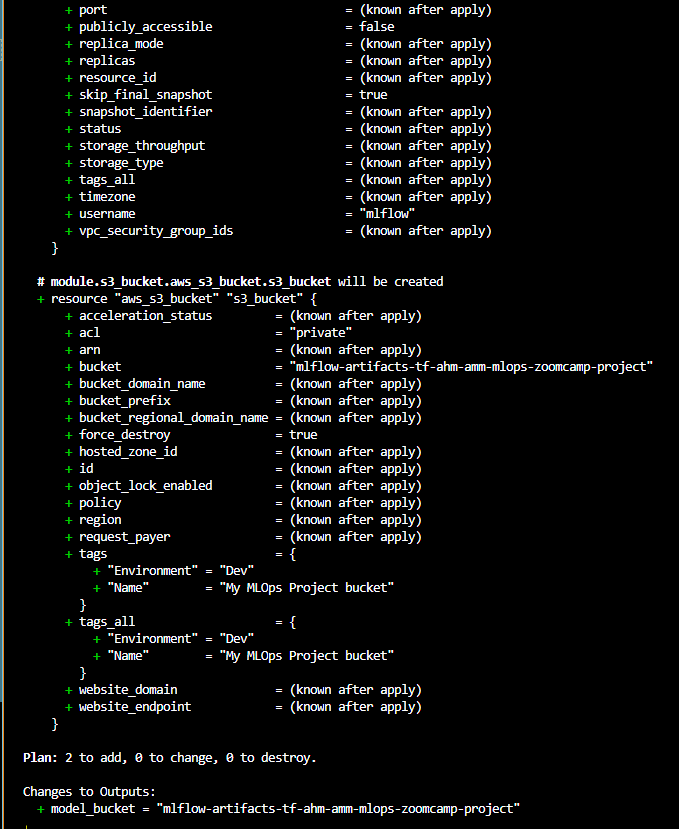 + port = (known after apply)
+ publicly_accessible = false
+ replica_mode = (known after apply)
+ replicas = (known after apply)
+ resource_id = (known after apply)
+ skip_final_snapshot = true
+ snapshot_identifier = (known after apply)
+ status = (known after apply)
+ storage_throughput = (known after apply)
+ storage_type = (known after apply)
+ tags_all = (known after apply)
+ timezone = (known after apply)
+ username = "mlflow"
+ vpc_security_group_ids = (known after apply)
}
# module.s3_bucket.aws_s3_bucket.s3_bucket will be created
+ resource "aws_s3_bucket" "s3_bucket" {
+ acceleration_status = (known after apply)
+ acl = "private"
+ arn = (known after apply)
+ bucket = "mlflow-artifacts-tf-ahm-amm-mlops-zoomcamp-project"
+ bucket_domain_name = (known after apply)
+ bucket_prefix = (known after apply)
+ bucket_regional_domain_name = (known after apply)
+ force_destroy = true
+ hosted_zone_id = (known after apply)
+ id = (known after apply)
+ object_lock_enabled = (known after apply)
+ policy = (known after apply)
+ region = (known after apply)
+ request_payer = (known after apply)
+ tags = {
+ "Environment" = "Dev"
+ "Name" = "My MLOps Project bucket"
}
+ tags_all = {
+ "Environment" = "Dev"
+ "Name" = "My MLOps Project bucket"
}
+ website_domain = (known after apply)
+ website_endpoint = (known after apply)
}
Plan: 2 to add, 0 to change, 0 to destroy.
Changes to Outputs:
+ model_bucket = "mlflow-artifacts-tf-ahm-amm-mlops-zoomcamp-project"